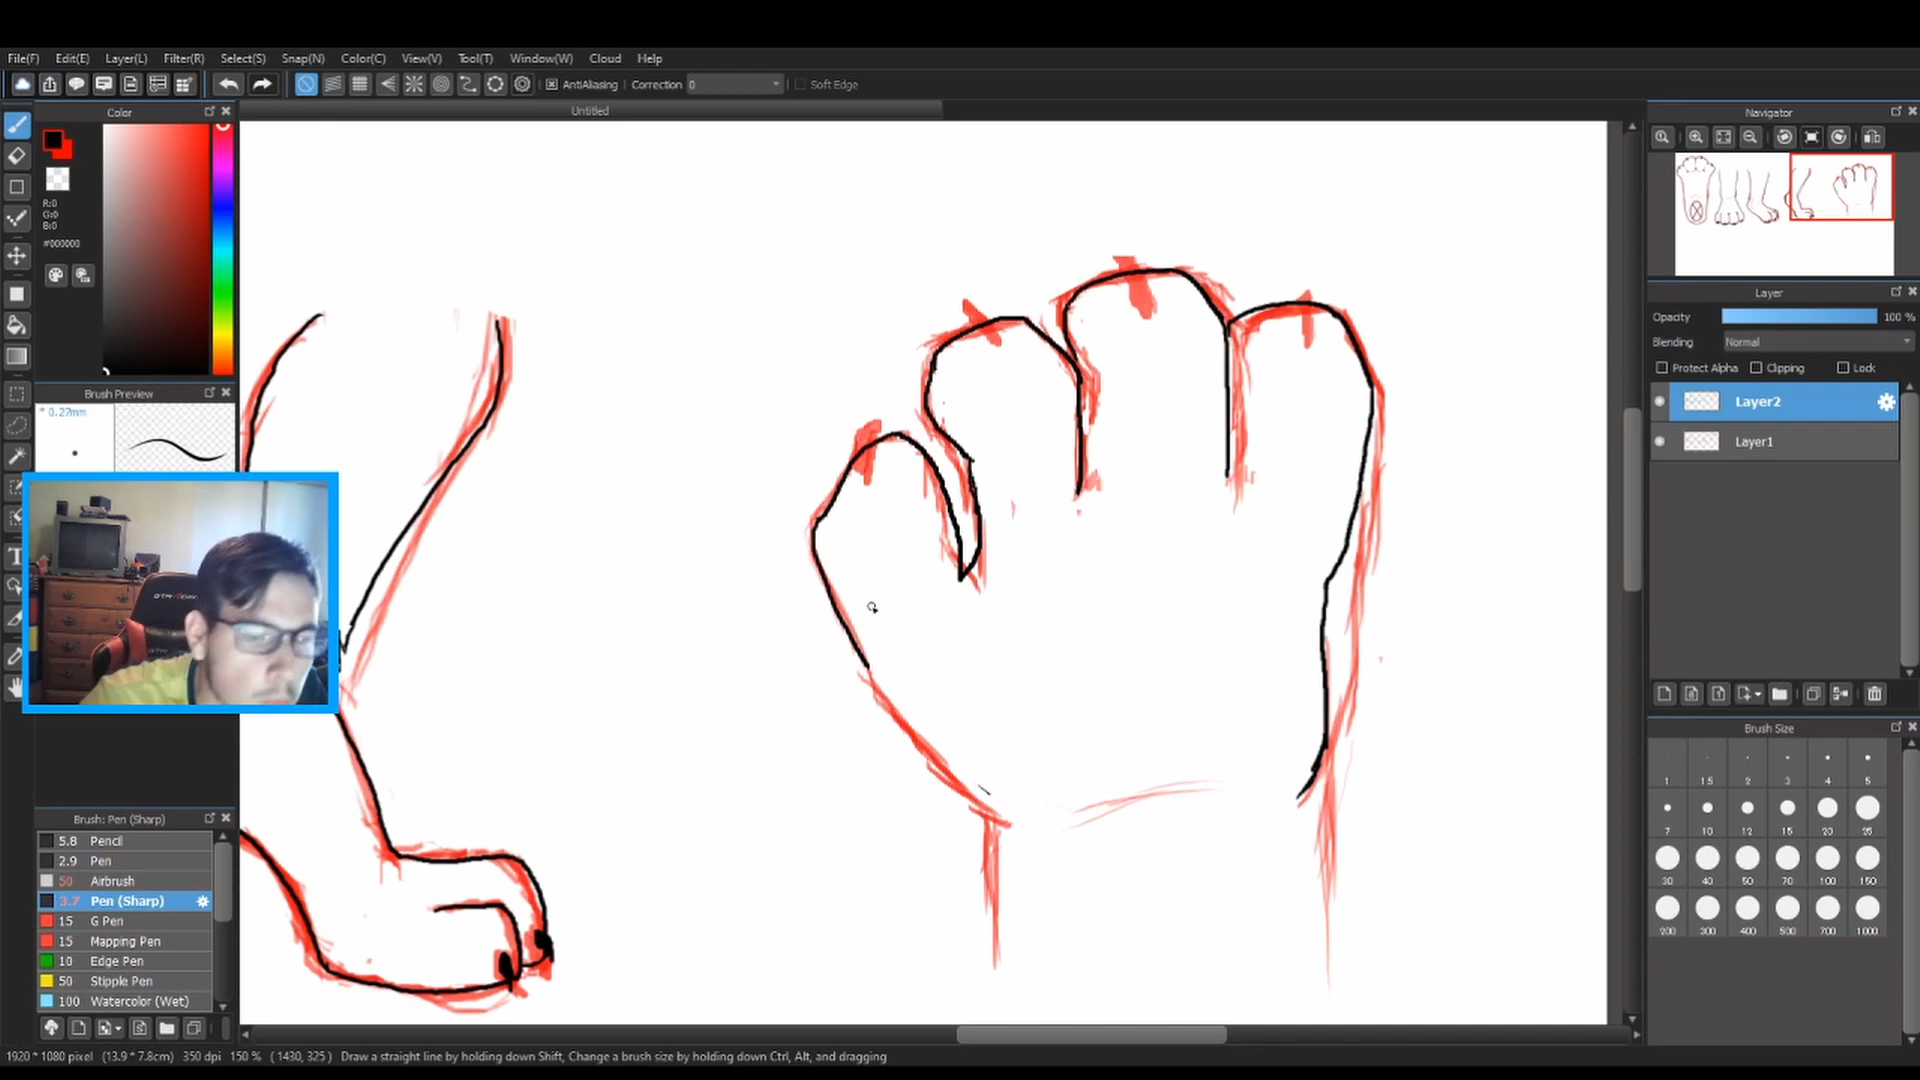 File(F) Edit(E) Layer(L) Filter(R) Select(S) Snap(N) Color(C) View(V) Tool(T) Window(W) Cloud Help
AntiAliasing Correction 0 Soft Edge
Color
Untitled
Navigator
R:0
G:0
B:0
#000000
Layer
Opacity 100 %
Blending Normal
Protect Alpha Clipping Lock
Layer2
Layer1
Brush Preview
* 0.27mm
T
Brush Size
1 1.5 2 3 4 5
7 10 12 15 20 25
30 40 50 70 100 150
200 300 400 500 700 1000
Brush: Pen (Sharp)
5.8 Pencil
2.9 Pen
50 Airbrush
3.7 Pen (Sharp)
15 G Pen
15 Mapping Pen
10 Edge Pen
50 Stipple Pen
100 Watercolor (Wet)
1920 * 1080 pixel (13.9 * 7.8cm) 350 dpi 150 % ( 1430, 325 ) Draw a straight line by holding down Shift, Change a brush size by holding down Ctrl, Alt, and dragging